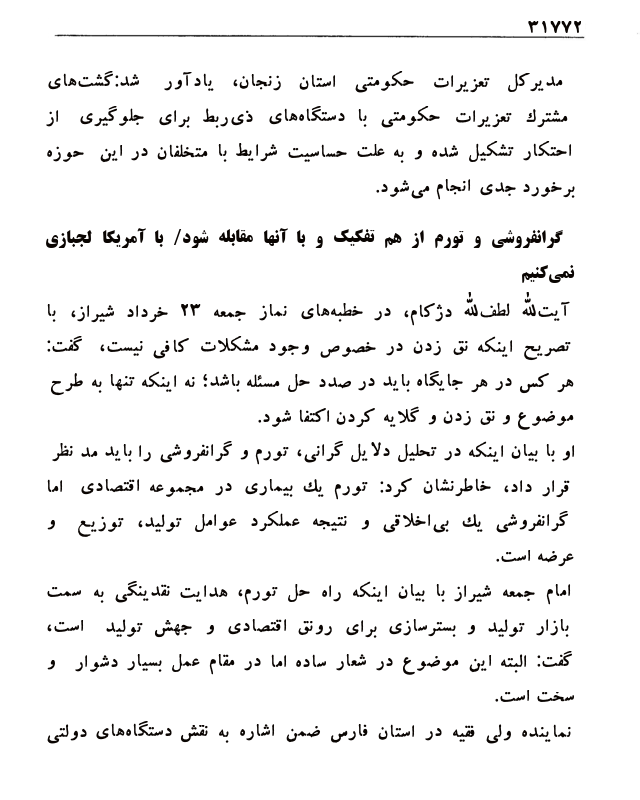 ۳۱۷۷۲
مدیرکل تعزیرات حکومتی استان زنجان، یادآور شد:گشت‌های
مشترك تعزیرات حکومتی با دستگاه‌های ذی‌ربط برای جلوگیری از
احتکار تشکیل شده و به علت حساسیت شرایط با متخلفان در این حوزه
برخورد جدی انجام می‌شود.
گرانفروشی و تورم از هم تفکیک و با آنها مقابله شود/ با آمریکا لجبازی
نمی‌کنیم
آیت‌الله لطف‌الله دژکام، در خطبه‌های نماز جمعه ۲۳ خرداد شیراز، با
تصریح اینکه نق زدن در خصوص وجود مشکلات کافی نیست، گفت:
هر کس در هر جایگاه باید در صدد حل مسئله باشد؛ نه اینکه تنها به طرح
موضوع و نق زدن و گلایه کردن اکتفا شود.
او با بیان اینکه در تحلیل دلایل گرانی، تورم و گرانفروشی را باید مد نظر
قرار داد، خاطرنشان کرد: تورم یك بیماری در مجموعه اقتصادی اما
گرانفروشی یك بی‌اخلاقی و نتیجه عملکرد عوامل تولید، توزیع و
عرضه است.
امام جمعه شیراز با بیان اینکه راه حل تورم، هدایت نقدینگی به سمت
بازار تولید و بسترسازی برای رونق اقتصادی و جهش تولید است،
گفت: البته این موضوع در شعار ساده اما در مقام عمل بسیار دشوار و
سخت است.
نماینده ولی فقیه در استان فارس ضمن اشاره به نقش دستگاه‌های دولتی